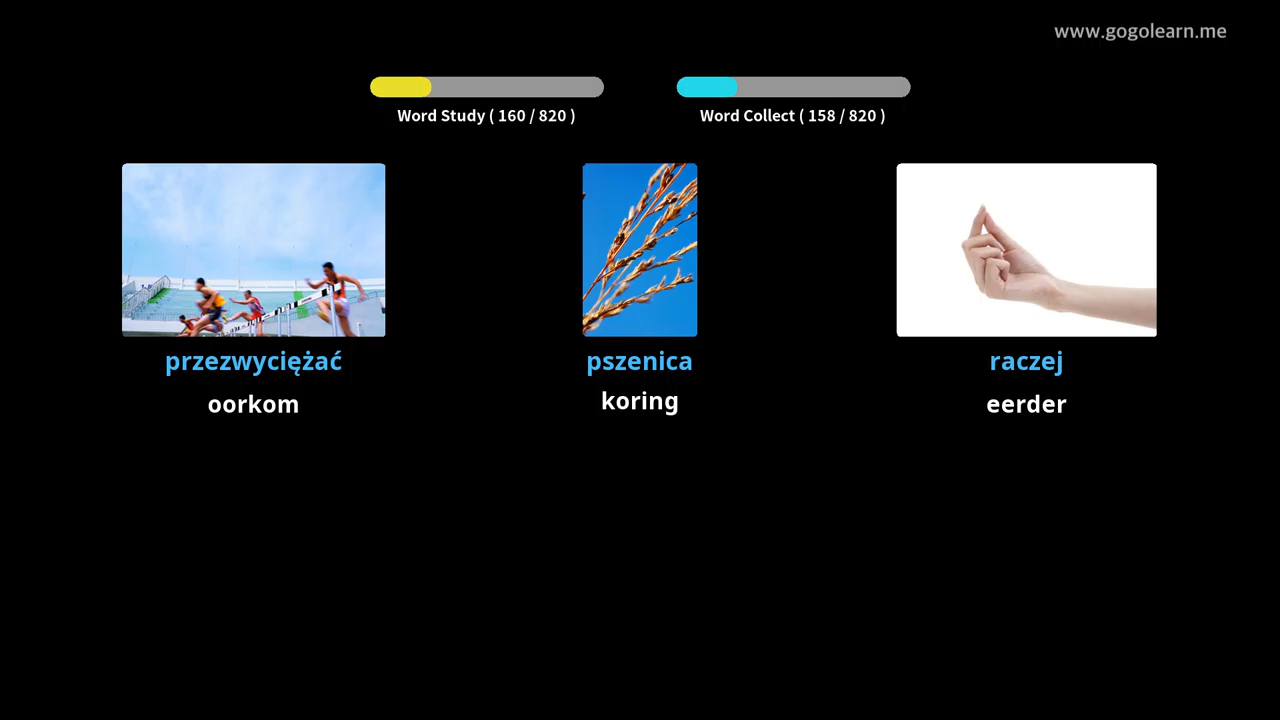 www.gogolearn.me
Word Study ( 160 / 820 )
Word Collect ( 158 / 820 )
przezwyciężać
pszenica
raczej
oorkom
koring
eerder